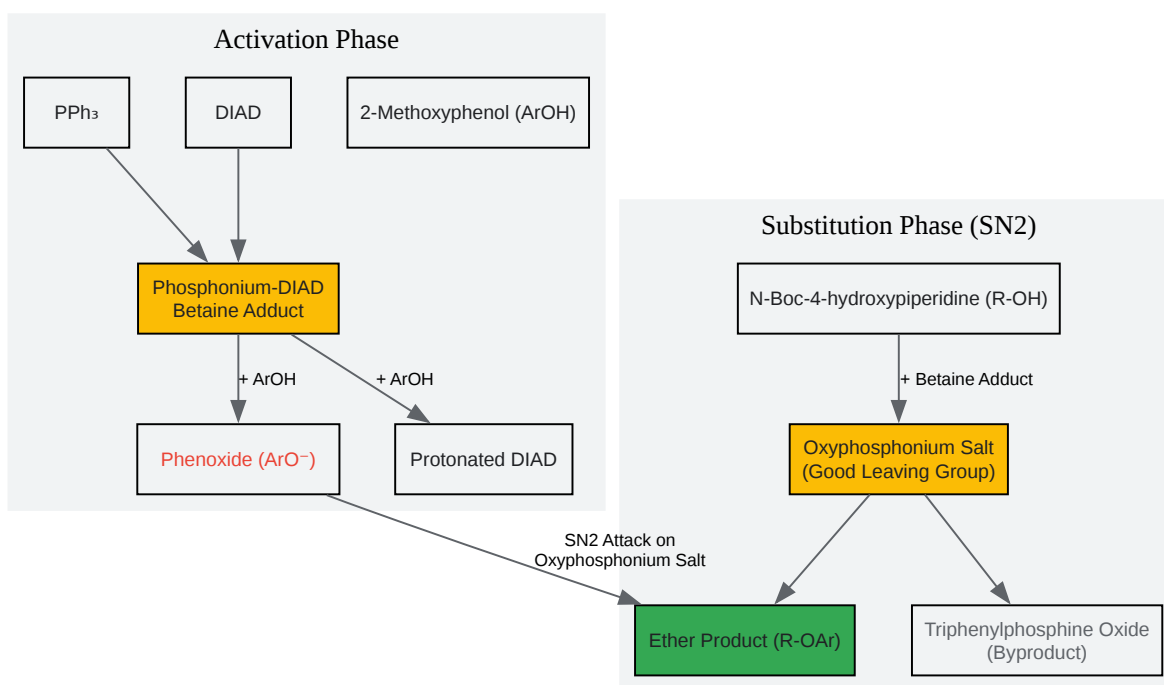 Activation Phase
PPh₃
DIAD
2-Methoxyphenol (ArOH)
Phosphonium-DIAD
Betaine Adduct
+ ArOH
+ ArOH
Phenoxide (ArO⁻)
Protonated DIAD
Substitution Phase (SN2)
N-Boc-4-hydroxypiperidine (R-OH)
+ Betaine Adduct
Oxyphosphonium Salt
(Good Leaving Group)
SN2 Attack on
Oxyphosphonium Salt
Ether Product (R-OAr)
Triphenylphosphine Oxide
(Byproduct)